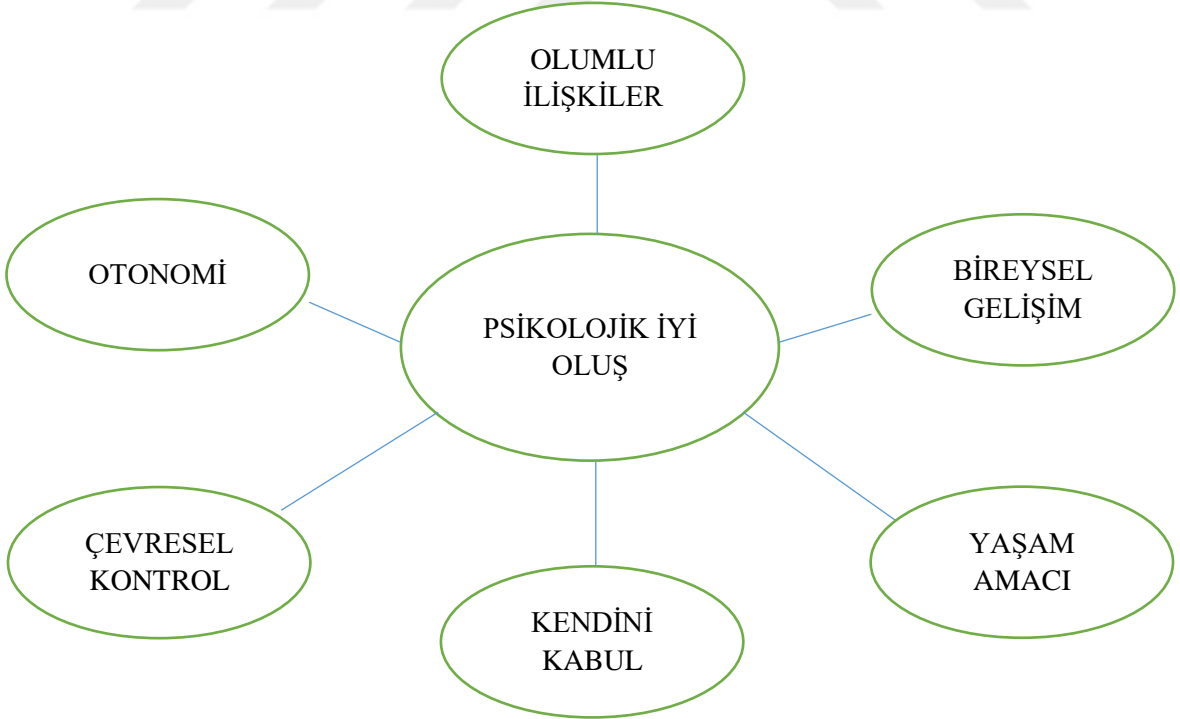 OLUMLU
İLİŞKİLER
OTONOMİ
BİREYSEL
GELİŞİM
PSİKOLOJİK İYİ
OLUŞ
ÇEVRESEL
KONTROL
YAŞAM
AMACI
KENDİNİ
KABUL